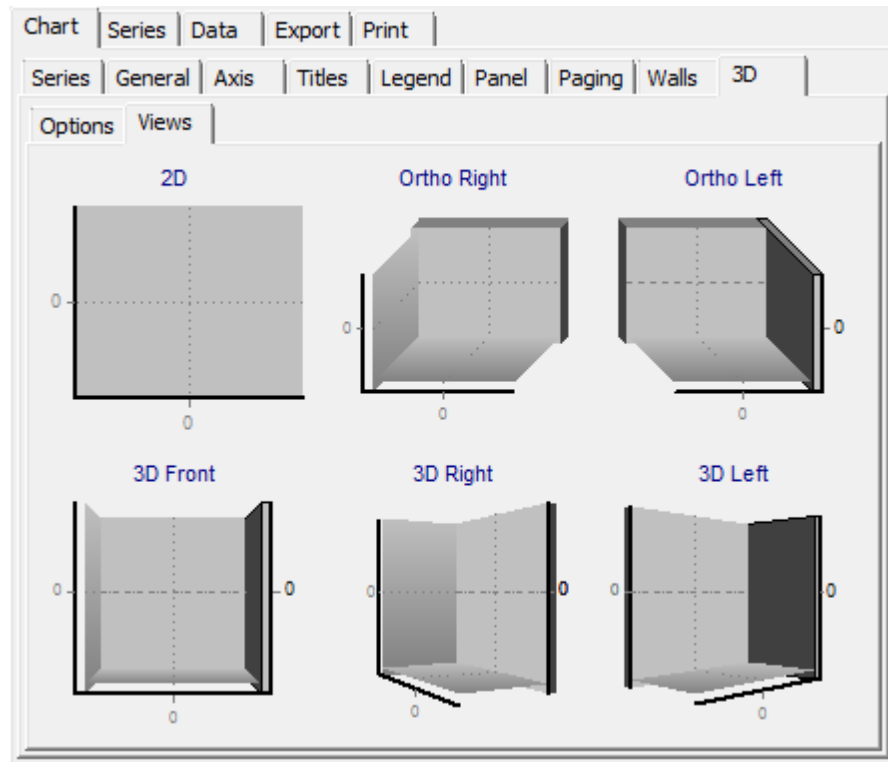 Chart Series Data Export Print
Series General Axis Titles Legend Panel Paging Walls 3D
Options Views
2D Ortho Right Ortho Left
0 0 0
0 0 0
3D Front 3D Right 3D Left
0 0 0 0 0 0
0 0 0